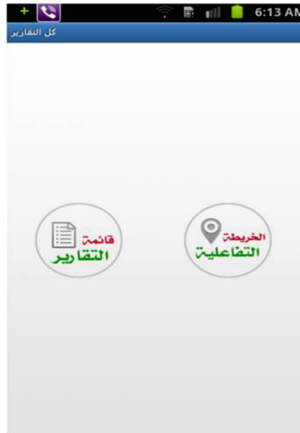 6:13 AM
كل التقارير
الخريطة
التفاعلية
قائمة
التقارير